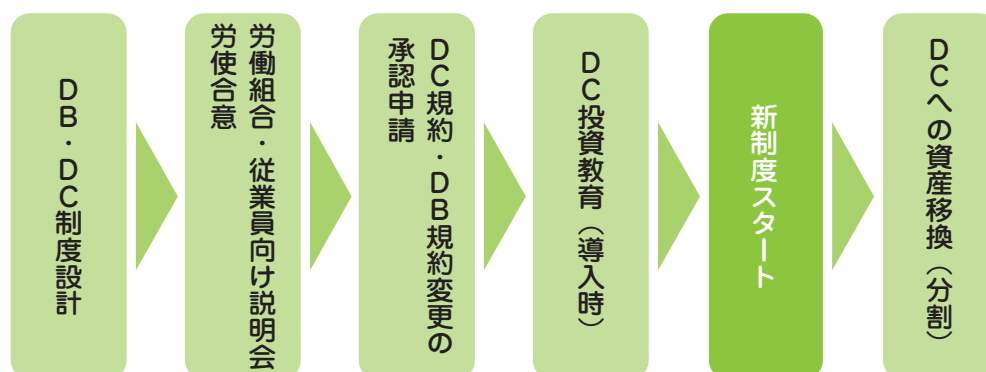 DB・DC制度設計
労働組合・従業員向け説明会
労使合意
DC規約・DB規約変更の
承認申請
DC投資教育（導入時）
新制度スタート
DCへの資産移換（分割）